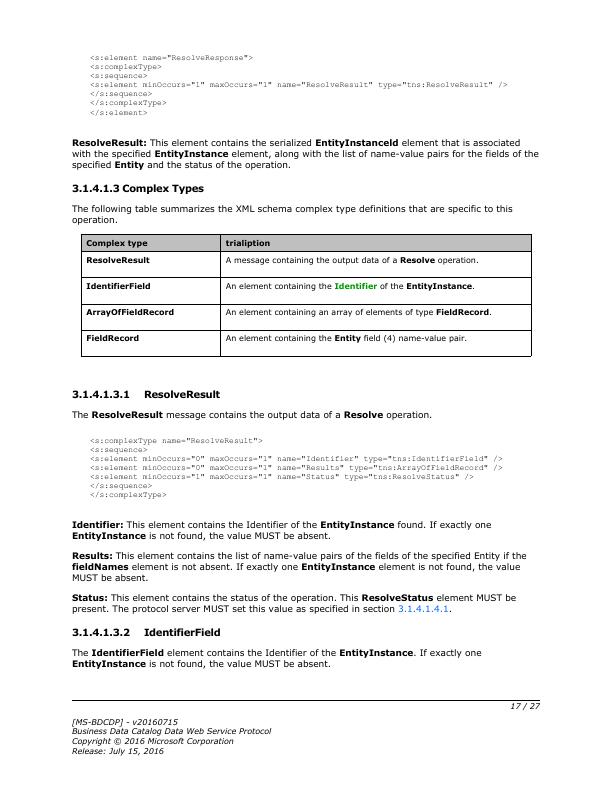 <s:element name="ResolveResponse">
<s:complexType>
<s:sequence>
<s:element minOccurs="1" maxOccurs="1" name="ResolveResult" type="tns:ResolveResult" />
</s:sequence>
</s:complexType>
</s:element>
ResolveResult: This element contains the serialized EntityInstanceId element that is associated
with the specified EntityInstance element, along with the list of name-value pairs for the fields of the
specified Entity and the status of the operation.
3.1.4.1.3 Complex Types
The following table summarizes the XML schema complex type definitions that are specific to this
operation.
Complex type trialiption
ResolveResult A message containing the output data of a Resolve operation.
IdentifierField An element containing the Identifier of the EntityInstance.
ArrayOfFieldRecord An element containing an array of elements of type FieldRecord.
FieldRecord An element containing the Entity field (4) name-value pair.
3.1.4.1.3.1 ResolveResult
The ResolveResult message contains the output data of a Resolve operation.
<s:complexType name="ResolveResult">
<s:sequence>
<s:element minOccurs="0" maxOccurs="1" name="Identifier" type="tns:IdentifierField" />
<s:element minOccurs="0" maxOccurs="1" name="Results" type="tns:ArrayOfFieldRecord" />
<s:element minOccurs="1" maxOccurs="1" name="Status" type="tns:ResolveStatus" />
</s:sequence>
</s:complexType>
Identifier: This element contains the Identifier of the EntityInstance found. If exactly one
EntityInstance is not found, the value MUST be absent.
Results: This element contains the list of name-value pairs of the fields of the specified Entity if the
fieldNames element is not absent. If exactly one EntityInstance element is not found, the value
MUST be absent.
Status: This element contains the status of the operation. This ResolveStatus element MUST be
present. The protocol server MUST set this value as specified in section 3.1.4.1.4.1.
3.1.4.1.3.2 IdentifierField
The IdentifierField element contains the Identifier of the EntityInstance. If exactly one
EntityInstance is not found, the value MUST be absent.
17 / 27
[MS-BDCDP] - v20160715
Business Data Catalog Data Web Service Protocol
Copyright © 2016 Microsoft Corporation
Release: July 15, 2016